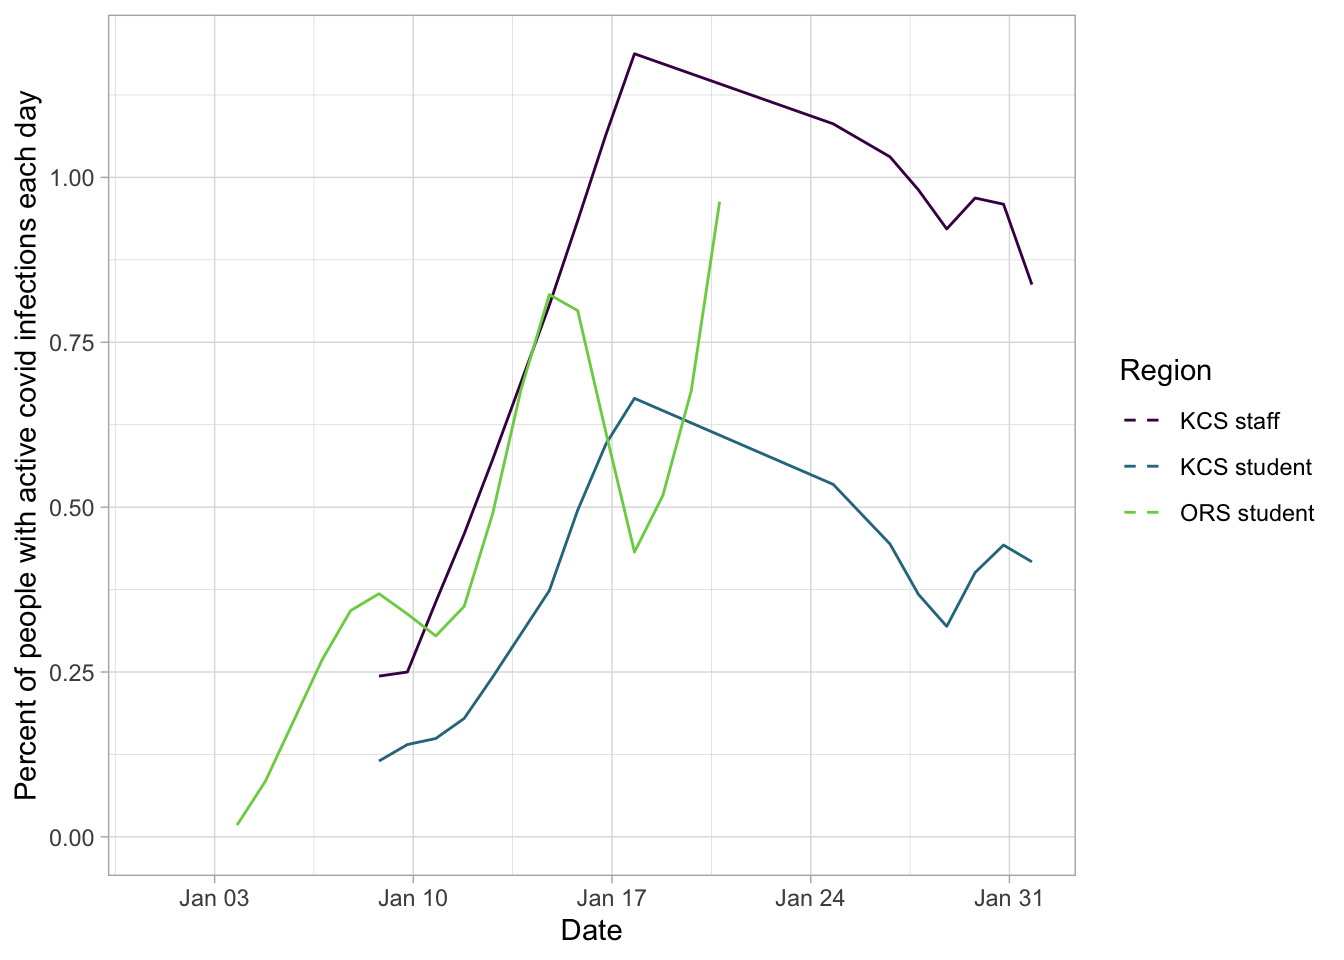 Percent of people with active covid infections each day
1.00
0.75
0.50
0.25
0.00
Jan 03
Jan 10
Jan 17
Jan 24
Jan 31
Date
Region
KCS staff
KCS student
ORS student